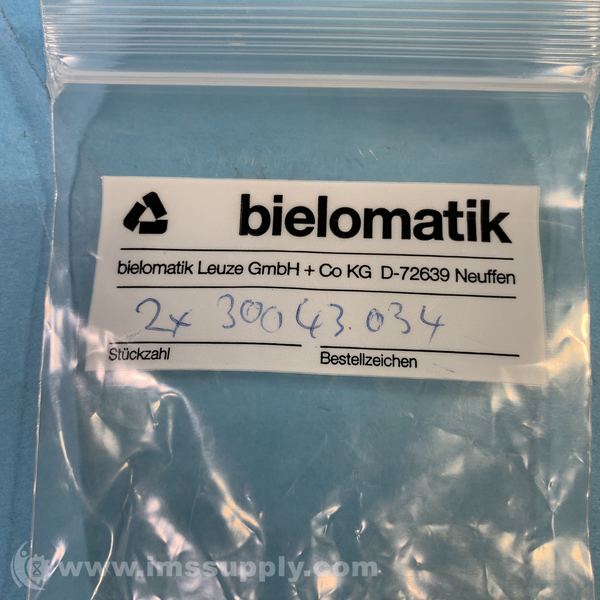 bielomatik
bielomatik Leuze GmbH + Co KG D-72639 Neuffen
2x 30043.034
Stückzahl Bestellzeichen
www.imssupply.com